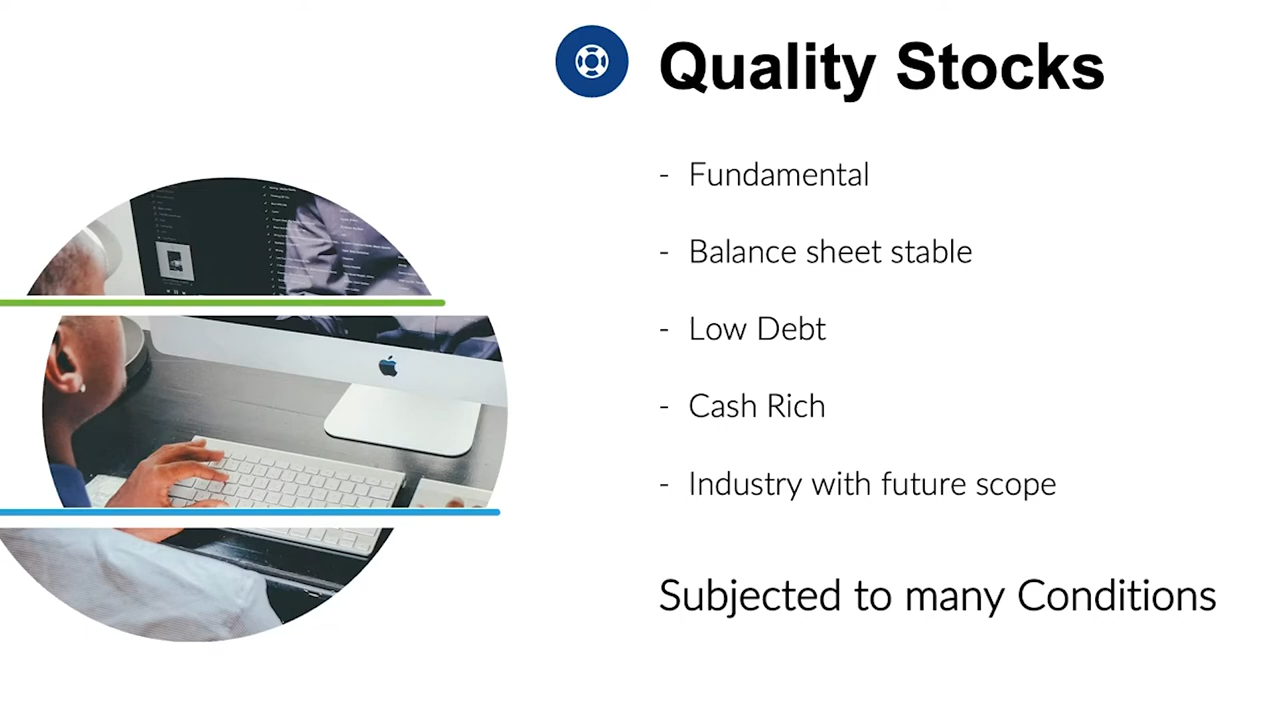 Quality Stocks
- Fundamental
- Balance sheet stable
- Low Debt
- Cash Rich
- Industry with future scope
Subjected to many Conditions